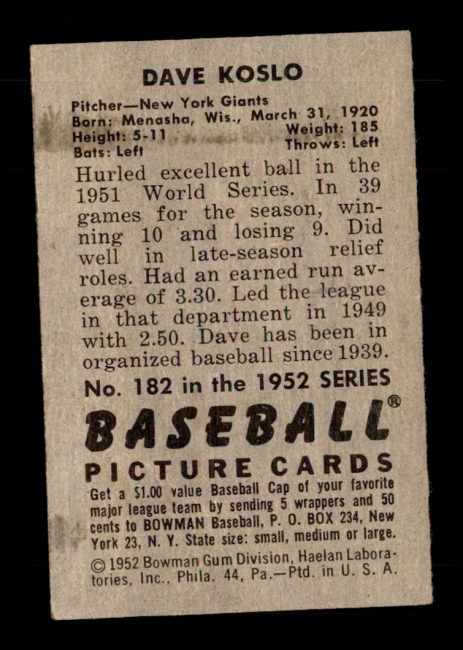 DAVE KOSLO
Pitcher—New York Giants
Born: Menasha, Wis., March 31, 1920
Height: 5-11 Weight: 185
Bats: Left Throws: Left
Hurled excellent ball in the
1951 World Series. In 39
games for the season, win-
ning 10 and losing 9. Did
well in late-season relief
roles. Had an earned run av-
erage of 3.30. Led the league
in that department in 1949
with 2.50. Dave has been in
organized baseball since 1939.
No. 182 in the 1952 SERIES
BASEBALL®
PICTURE CARDS
Get a $1.00 value Baseball Cap of your favorite
major league team by sending 5 wrappers and 50
cents to BOWMAN Baseball, P. O. BOX 234, New
York 23, N. Y. State size: small, medium or large.
© 1952 Bowman Gum Division, Haelan Labora-
tories, Inc., Phila. 44, Pa.—Ptd. in U. S. A.